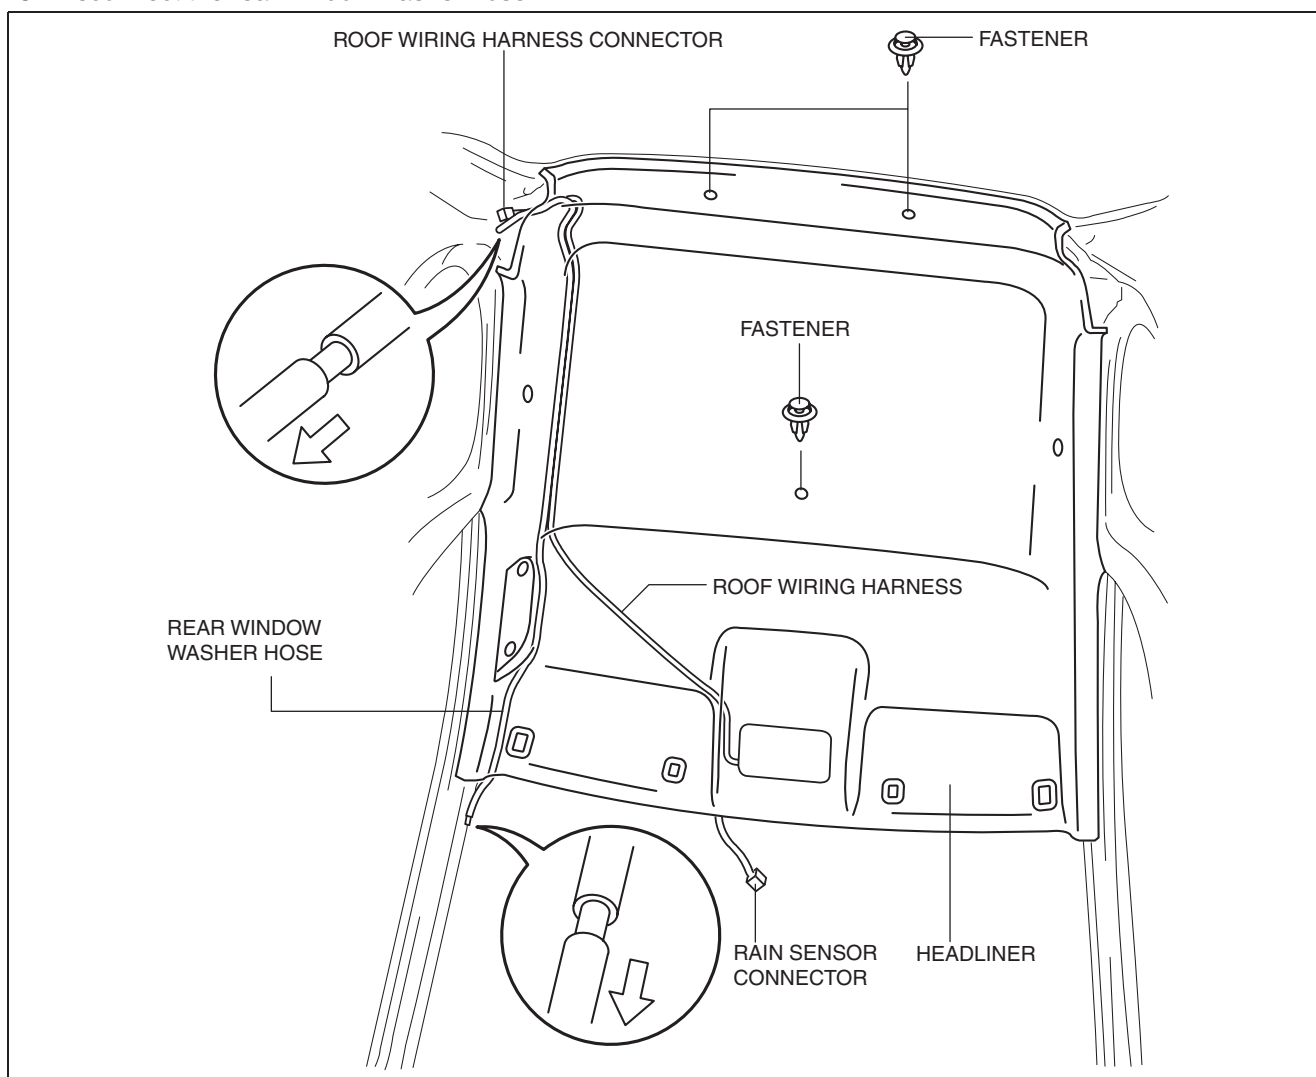 ROOF WIRING HARNESS CONNECTOR
FASTENER
FASTENER
ROOF WIRING HARNESS
REAR WINDOW
WASHER HOSE
RAIN SENSOR
CONNECTOR
HEADLINER